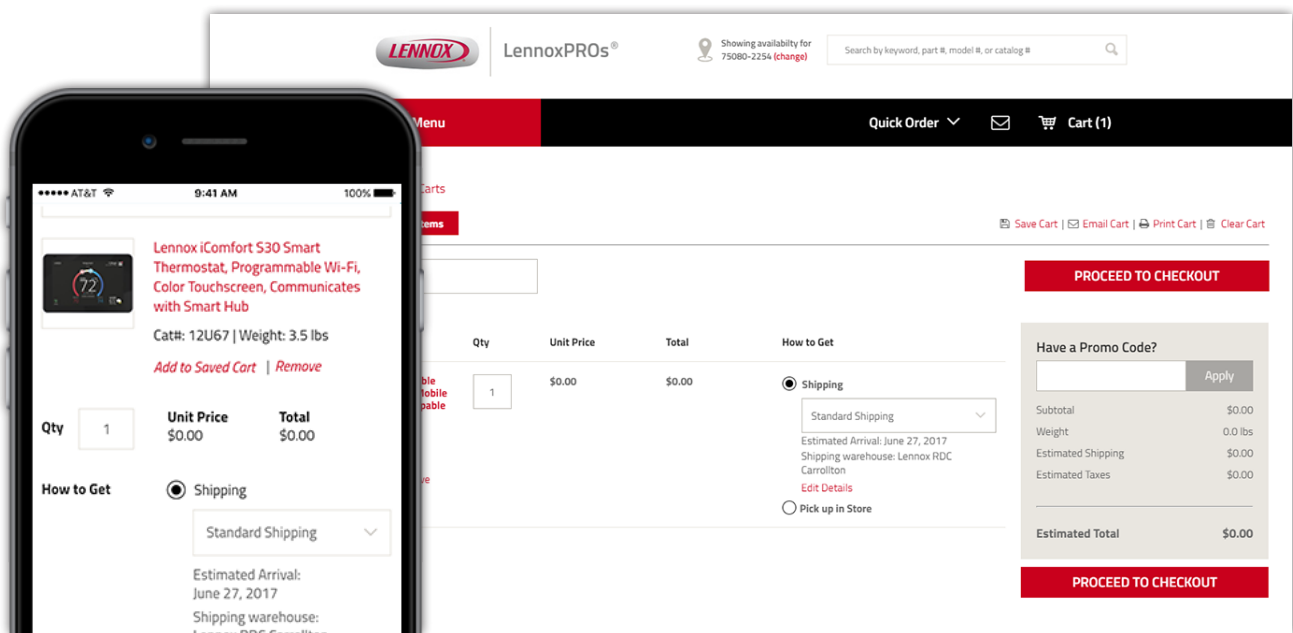 LENNOX
LennoxPROs®
Showing availabilty for
75080-2254 (change)
Search by keyword, part #, model #, or catalog #
Menu
Quick Order
Cart (1)
Carts
Save Cart | Email Cart | Print Cart | Clear Cart
PROCEED TO CHECKOUT
Qty
Unit Price
Total
How to Get
1
$0.00
$0.00
Shipping
Standard Shipping
Estimated Arrival: June 27, 2017
Shipping warehouse: Lennox RDC
Carrollton
Edit Details
Pick up in Store
Have a Promo Code?
Apply
Subtotal $0.00
Weight 0.0 lbs
Estimated Shipping $0.00
Estimated Taxes $0.00
Estimated Total $0.00
PROCEED TO CHECKOUT
AT&T
9:41 AM
100%
72
Lennox iComfort S30 Smart
Thermostat, Programmable Wi-Fi,
Color Touchscreen, Communicates
with Smart Hub
Cat#: 12U67 | Weight: 3.5 lbs
Add to Saved Cart | Remove
Qty 1
Unit Price Total
$0.00 $0.00
How to Get
Shipping
Standard Shipping
Estimated Arrival:
June 27, 2017
Shipping warehouse:
Lennox RDC Carrollton